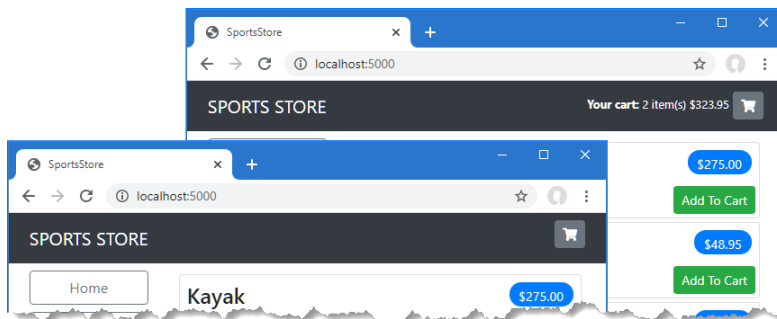 SportsStore
localhost:5000
SPORTS STORE
Your cart: 2 item(s) $323.95
$275.00
Add To Cart
$48.95
Add To Cart
SportsStore
localhost:5000
SPORTS STORE
Home
Kayak
$275.00